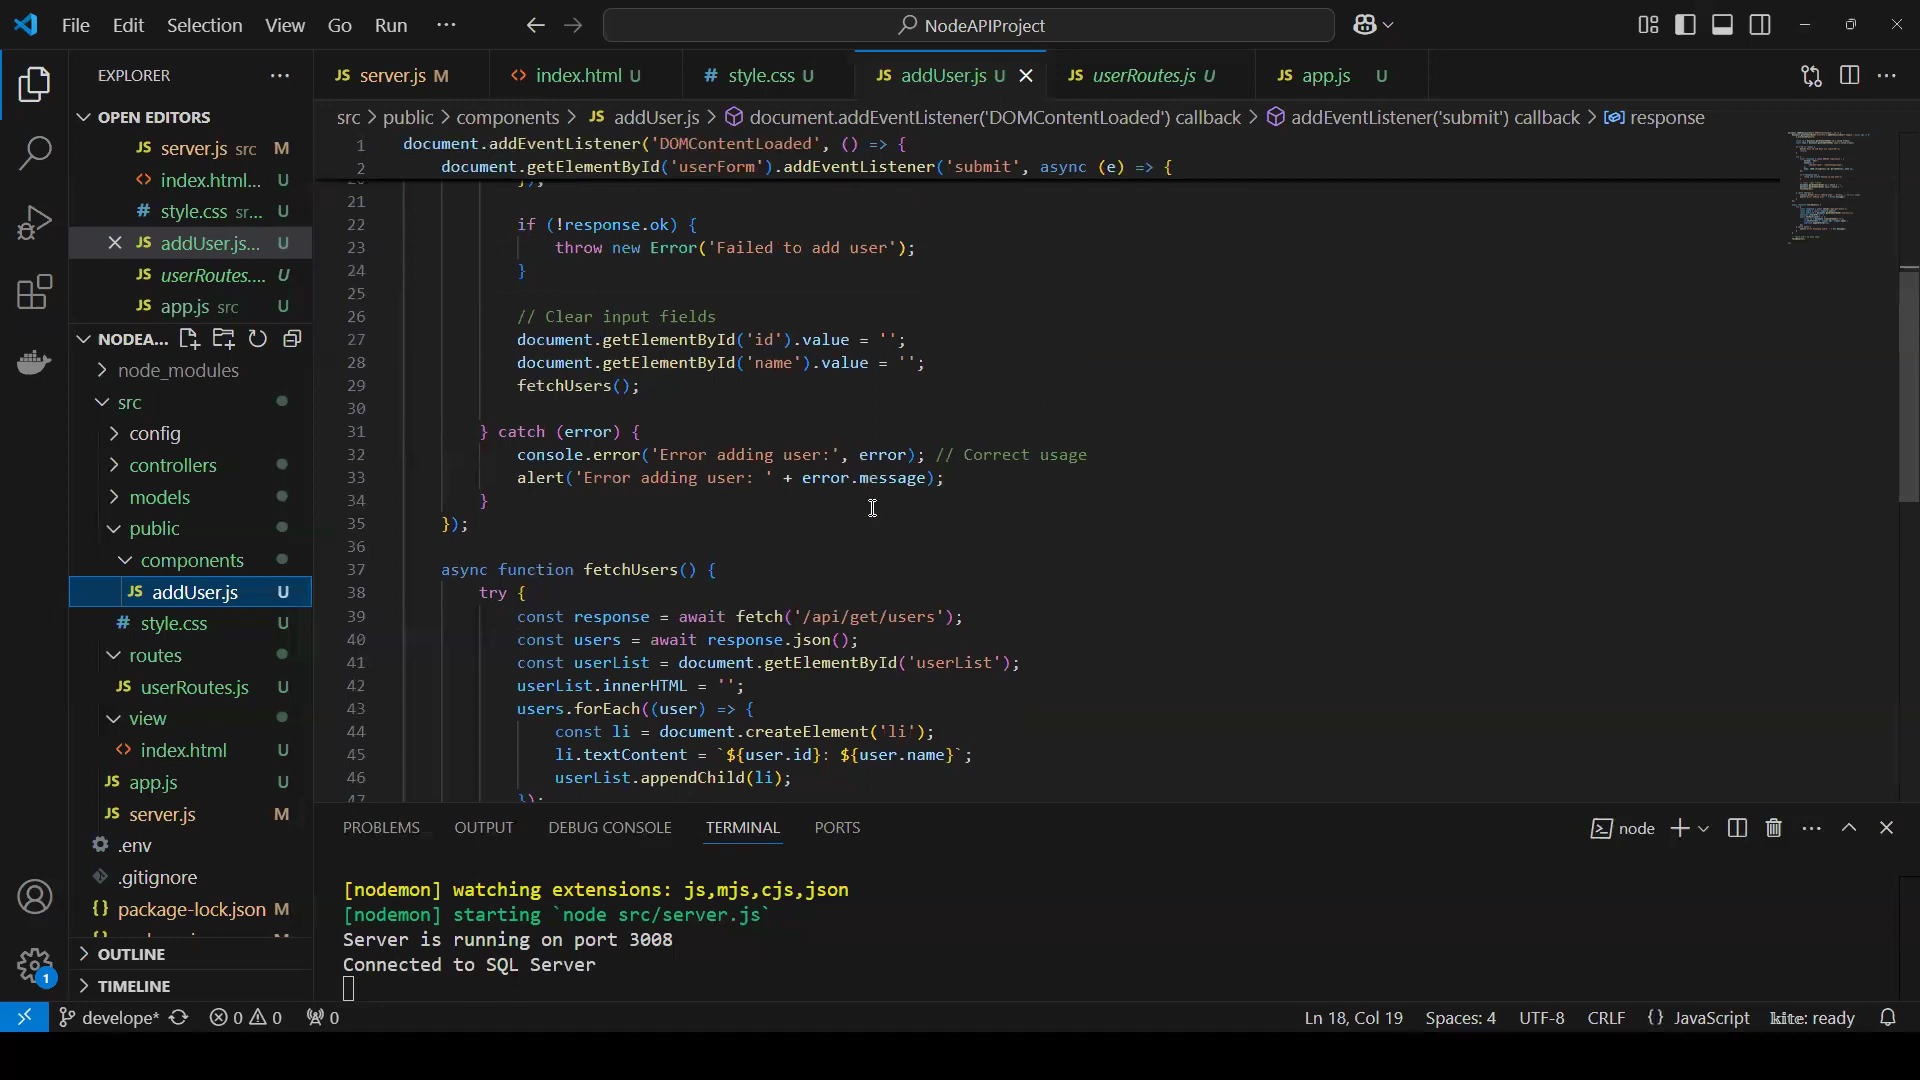 File Edit Selection View Go Run ··· NodeAPIProject
EXPLORER ···
OPEN EDITORS
JS server.js src M
<> index.html... U
# style.css sr... U
JS addUser.js... U
JS userRoutes.... U
JS app.js src U
NODEA...
node_modules
src
config
controllers
models
public
components
JS addUser.js U
# style.css U
routes
JS userRoutes.js U
view
<> index.html U
JS app.js U
JS server.js M
.env
.gitignore
{} package-lock.json M
OUTLINE
TIMELINE
JS server.js M <> index.html U # style.css U JS addUser.js U JS userRoutes.js U JS app.js U
src > public > components > JS addUser.js > document.addEventListener('DOMContentLoaded') callback > addEventListener('submit') callback > response
1 document.addEventListener('DOMContentLoaded', () => {
2 document.getElementById('userForm').addEventListener('submit', async (e) => {
20 });
21
22 if (!response.ok) {
23 throw new Error('Failed to add user');
24 }
25
26 // Clear input fields
27 document.getElementById('id').value = '';
28 document.getElementById('name').value = '';
29 fetchUsers();
30
31 } catch (error) {
32 console.error('Error adding user:', error); // Correct usage
33 alert('Error adding user: ' + error.message);
34 }
35 });
36
37 async function fetchUsers() {
38 try {
39 const response = await fetch('/api/get/users');
40 const users = await response.json();
41 const userList = document.getElementById('userList');
42 userList.innerHTML = '';
43 users.forEach((user) => {
44 const li = document.createElement('li');
45 li.textContent = `${user.id}: ${user.name}`;
46 userList.appendChild(li);
47 });
PROBLEMS OUTPUT DEBUG CONSOLE TERMINAL PORTS node
[nodemon] watching extensions: js,mjs,cjs,json
[nodemon] starting `node src/server.js`
Server is running on port 3008
Connected to SQL Server
1
develope* 0 0 0 Ln 18, Col 19 Spaces: 4 UTF-8 CRLF {} JavaScript kite: ready